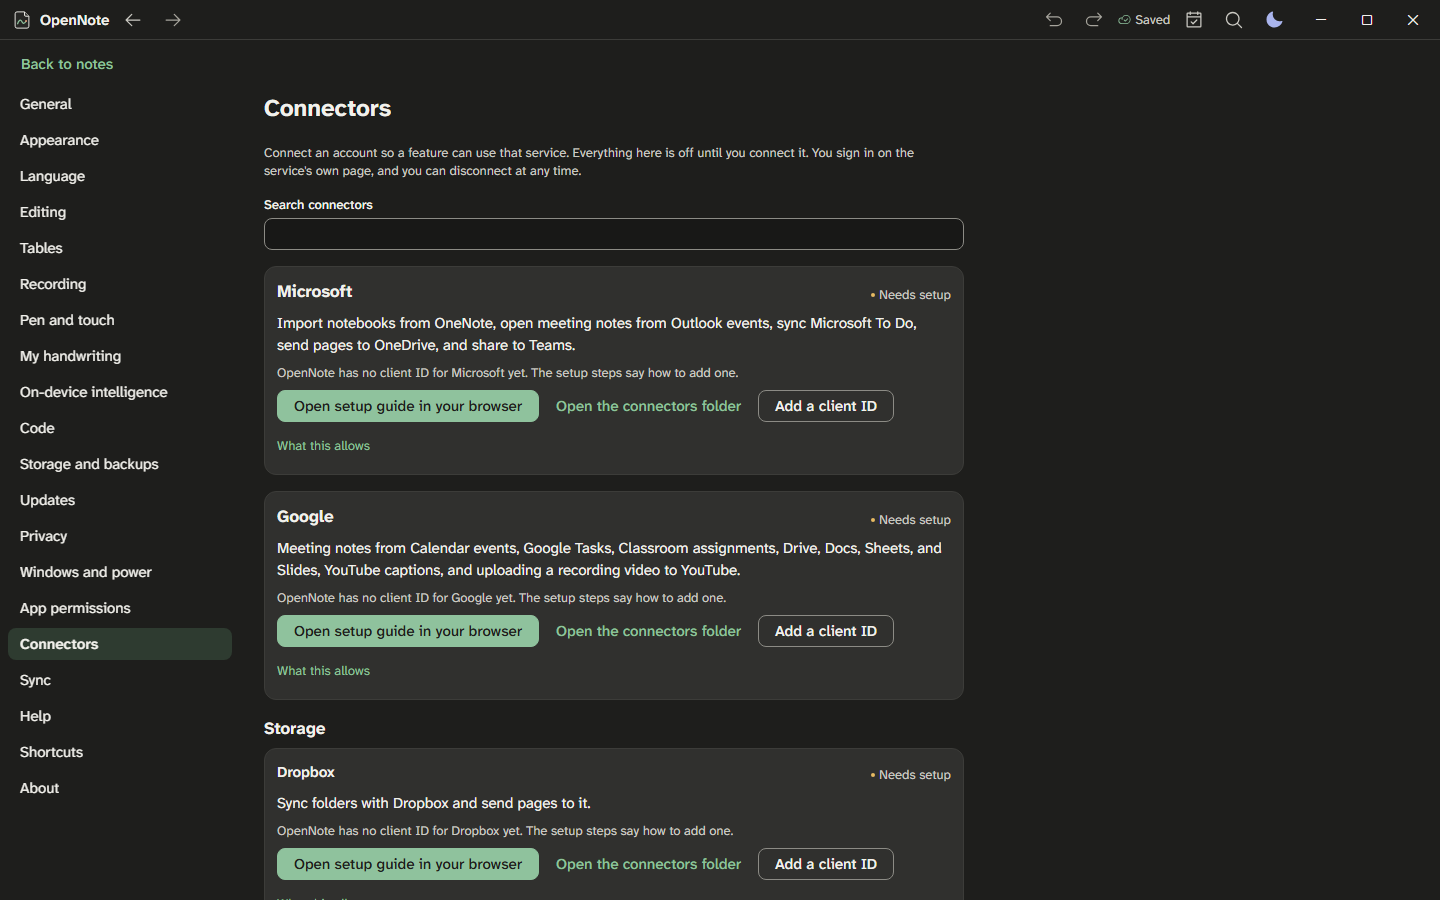 OpenNote
Saved
Back to notes
General
Appearance
Language
Editing
Tables
Recording
Pen and touch
My handwriting
On-device intelligence
Code
Storage and backups
Updates
Privacy
Windows and power
App permissions
Connectors
Sync
Help
Shortcuts
About
Connectors
Connect an account so a feature can use that service. Everything here is off until you connect it. You sign in on the
service's own page, and you can disconnect at any time.
Search connectors
Microsoft
• Needs setup
Import notebooks from OneNote, open meeting notes from Outlook events, sync Microsoft To Do,
send pages to OneDrive, and share to Teams.
OpenNote has no client ID for Microsoft yet. The setup steps say how to add one.
Open setup guide in your browser
Open the connectors folder
Add a client ID
What this allows
Google
• Needs setup
Meeting notes from Calendar events, Google Tasks, Classroom assignments, Drive, Docs, Sheets, and
Slides, YouTube captions, and uploading a recording video to YouTube.
OpenNote has no client ID for Google yet. The setup steps say how to add one.
Open setup guide in your browser
Open the connectors folder
Add a client ID
What this allows
Storage
Dropbox
• Needs setup
Sync folders with Dropbox and send pages to it.
OpenNote has no client ID for Dropbox yet. The setup steps say how to add one.
Open setup guide in your browser
Open the connectors folder
Add a client ID